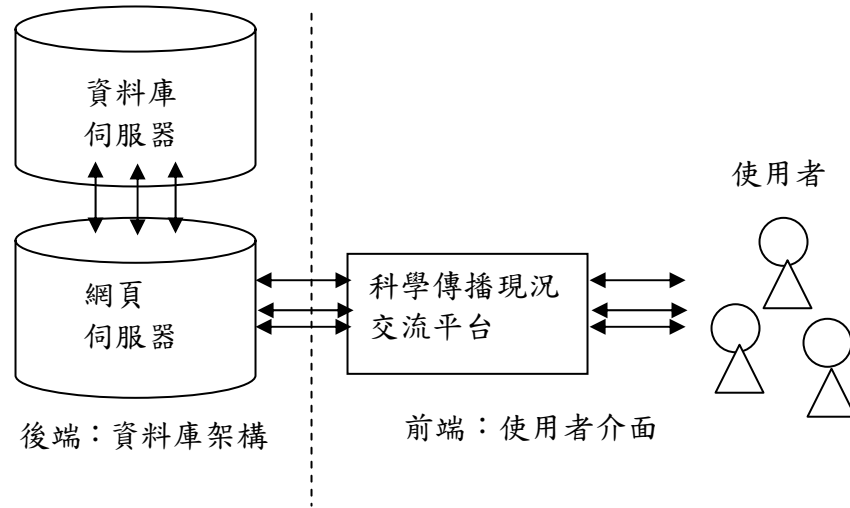 資料庫
伺服器
使用者
網頁
伺服器
科學傳播現況
交流平台
後端：資料庫架構
前端：使用者介面